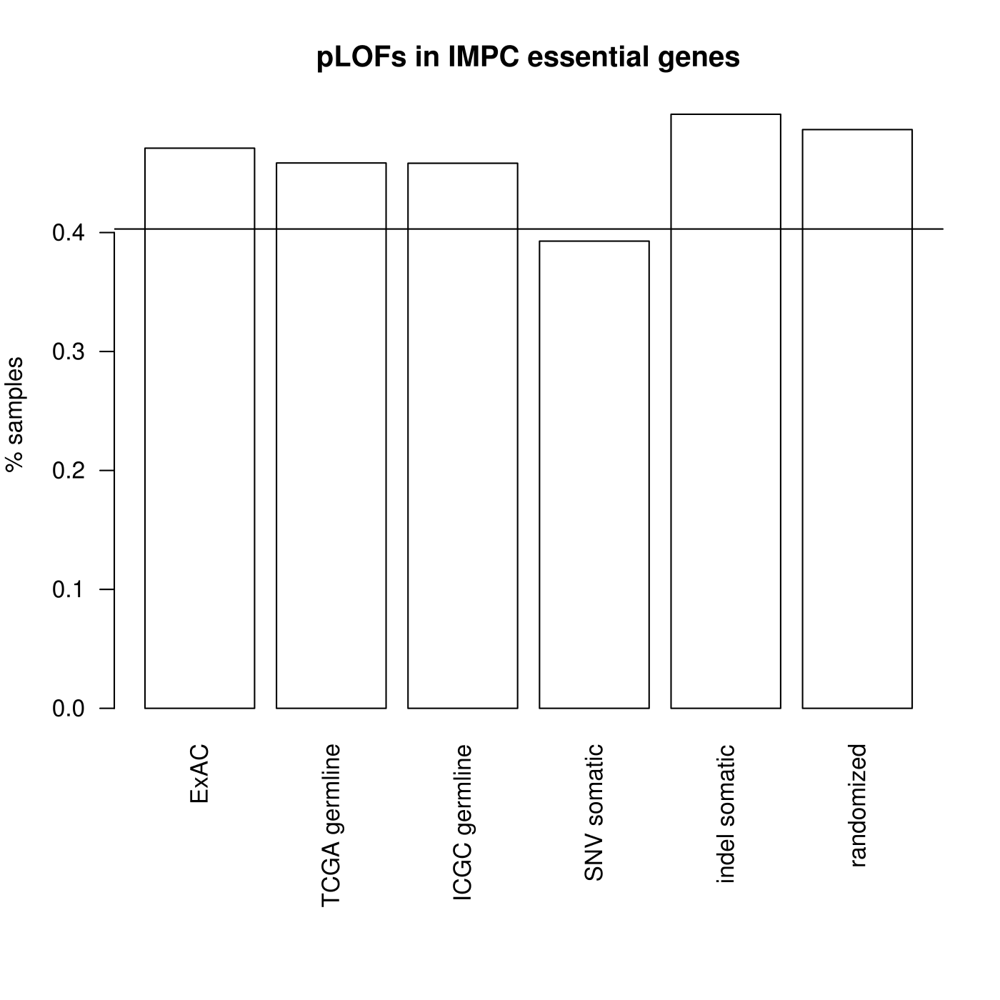 pLOFs in IMPC essential genes
% samples
0.4
0.3
0.2
0.1
0.0
ExAC
TCGA germline
ICGC germline
SNV somatic
indel somatic
randomized